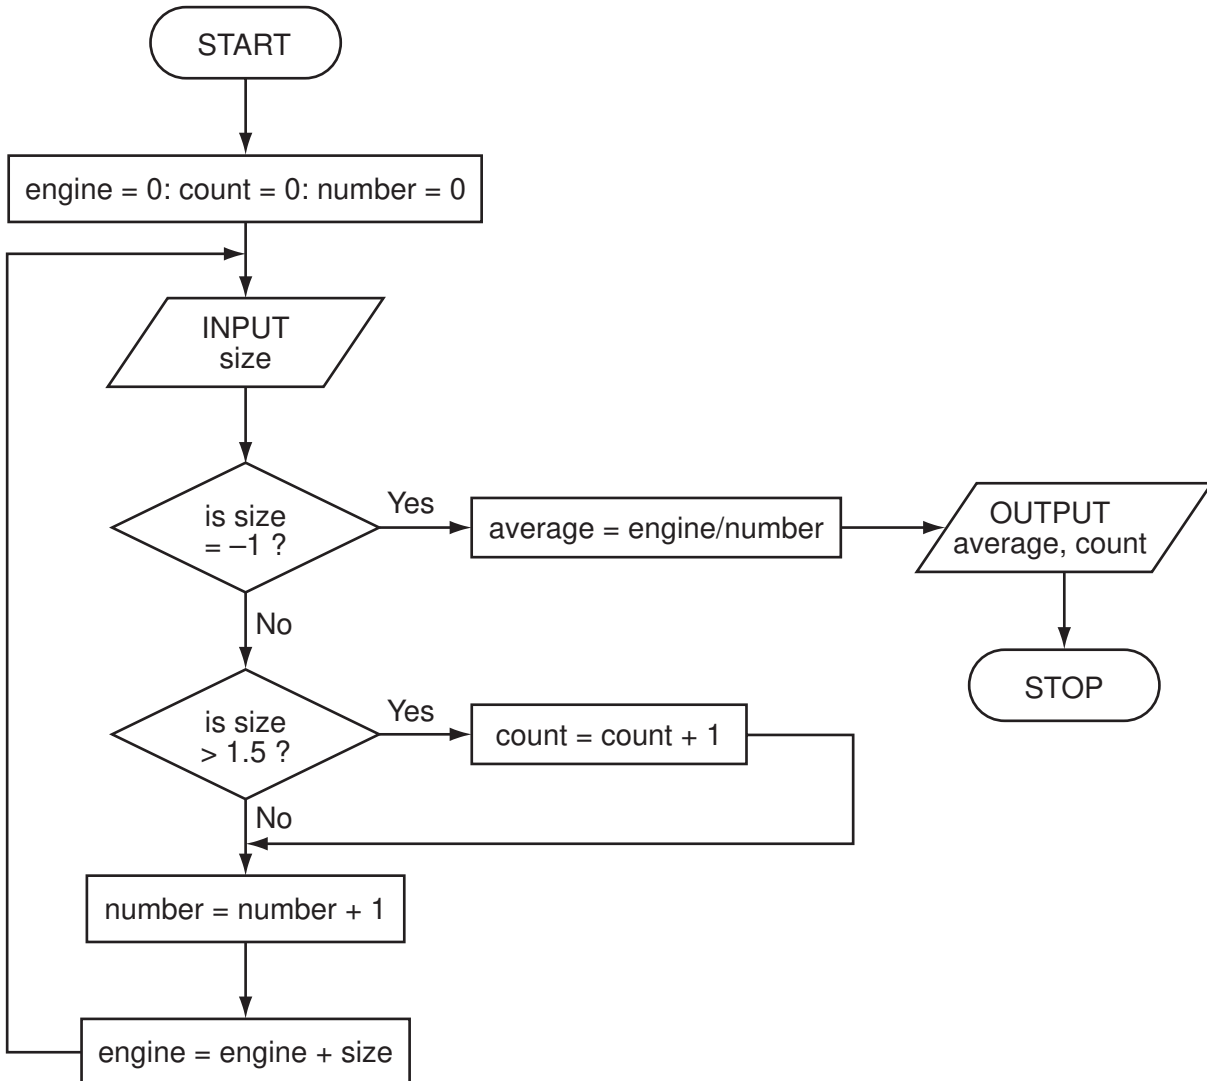 START
engine = 0: count = 0: number = 0
INPUT
size
is size
= –1 ?
Yes
average = engine/number
OUTPUT
average, count
No
STOP
is size
> 1.5 ?
Yes
count = count + 1
No
number = number + 1
engine = engine + size